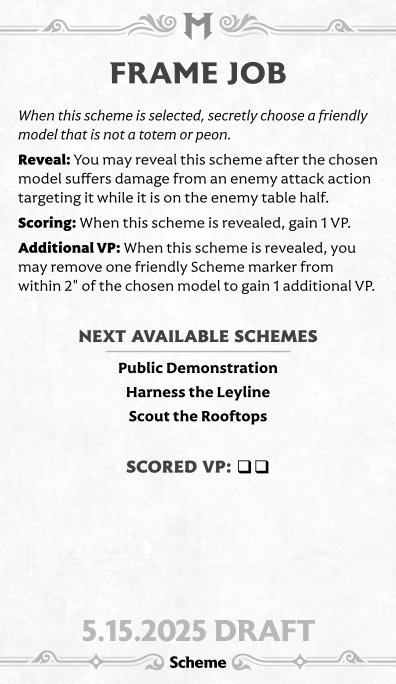 M
FRAME JOB
When this scheme is selected, secretly choose a friendly
model that is not a totem or peon.
Reveal: You may reveal this scheme after the chosen
model suffers damage from an enemy attack action
targeting it while it is on the enemy table half.
Scoring: When this scheme is revealed, gain 1 VP.
Additional VP: When this scheme is revealed, you
may remove one friendly Scheme marker from
within 2" of the chosen model to gain 1 additional VP.
NEXT AVAILABLE SCHEMES
Public Demonstration
Harness the Leyline
Scout the Rooftops
SCORED VP: ❑❑
5.15.2025 DRAFT
Scheme